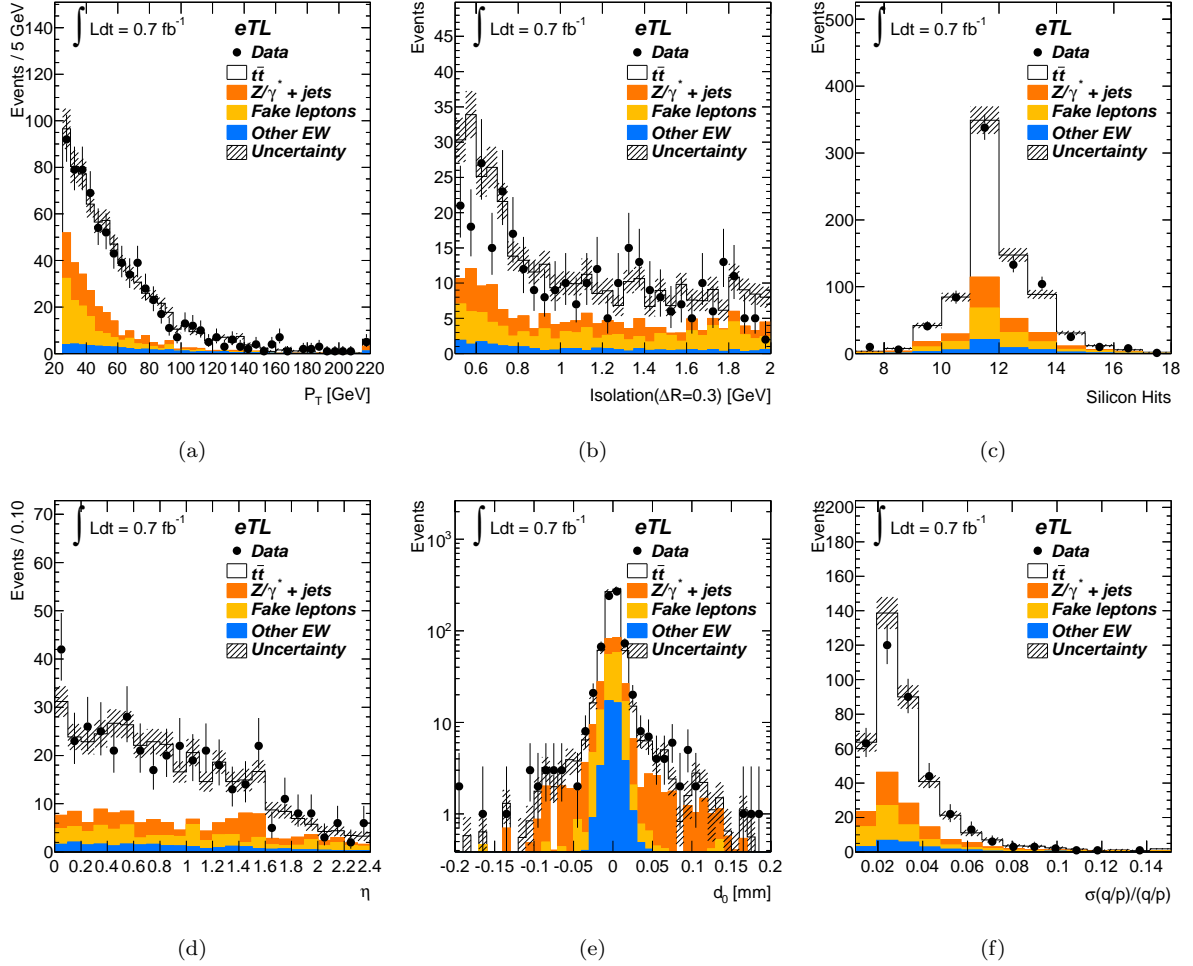 Events / 5 GeV
140
120
100
80
60
40
20
0
20 40 60 80 100 120 140 160 180 200 220
P_T [GeV]
∫ Ldt = 0.7 fb⁻¹
eTL
Data
tt̄
Z/γ* + jets
Fake leptons
Other EW
Uncertainty
(a)
Events
45
40
35
30
25
20
15
10
5
0
0.6 0.8 1 1.2 1.4 1.6 1.8 2
Isolation(ΔR=0.3) [GeV]
∫ Ldt = 0.7 fb⁻¹
eTL
Data
tt̄
Z/γ* + jets
Fake leptons
Other EW
Uncertainty
(b)
Events
500
400
300
200
100
0
8 10 12 14 16 18
Silicon Hits
∫ Ldt = 0.7 fb⁻¹
eTL
Data
tt̄
Z/γ* + jets
Fake leptons
Other EW
Uncertainty
(c)
Events / 0.10
70
60
50
40
30
20
10
0
0 0.2 0.4 0.6 0.8 1 1.2 1.4 1.6 1.8 2 2.2 2.4
η
∫ Ldt = 0.7 fb⁻¹
eTL
Data
tt̄
Z/γ* + jets
Fake leptons
Other EW
Uncertainty
(d)
Events
10³
10²
10
1
-0.2 -0.15 -0.1 -0.05 0 0.05 0.1 0.15 0.2
d₀ [mm]
∫ Ldt = 0.7 fb⁻¹
eTL
Data
tt̄
Z/γ* + jets
Fake leptons
Other EW
Uncertainty
(e)
Events
200
180
160
140
120
100
80
60
40
20
0
0.02 0.04 0.06 0.08 0.1 0.12 0.14
σ(q/p)/(q/p)
∫ Ldt = 0.7 fb⁻¹
eTL
Data
tt̄
Z/γ* + jets
Fake leptons
Other EW
Uncertainty
(f)